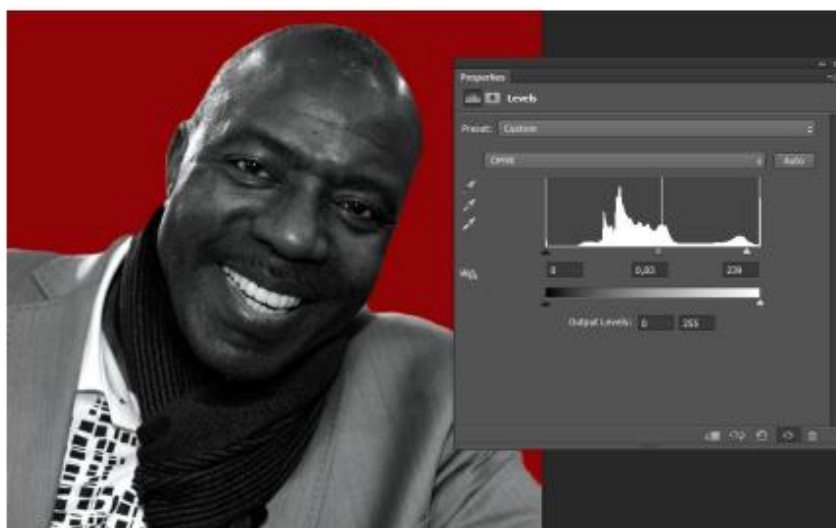 Properties
Levels
Preset: Custom
CMYK Auto
0 0,83 239
Output Levels: 0 255